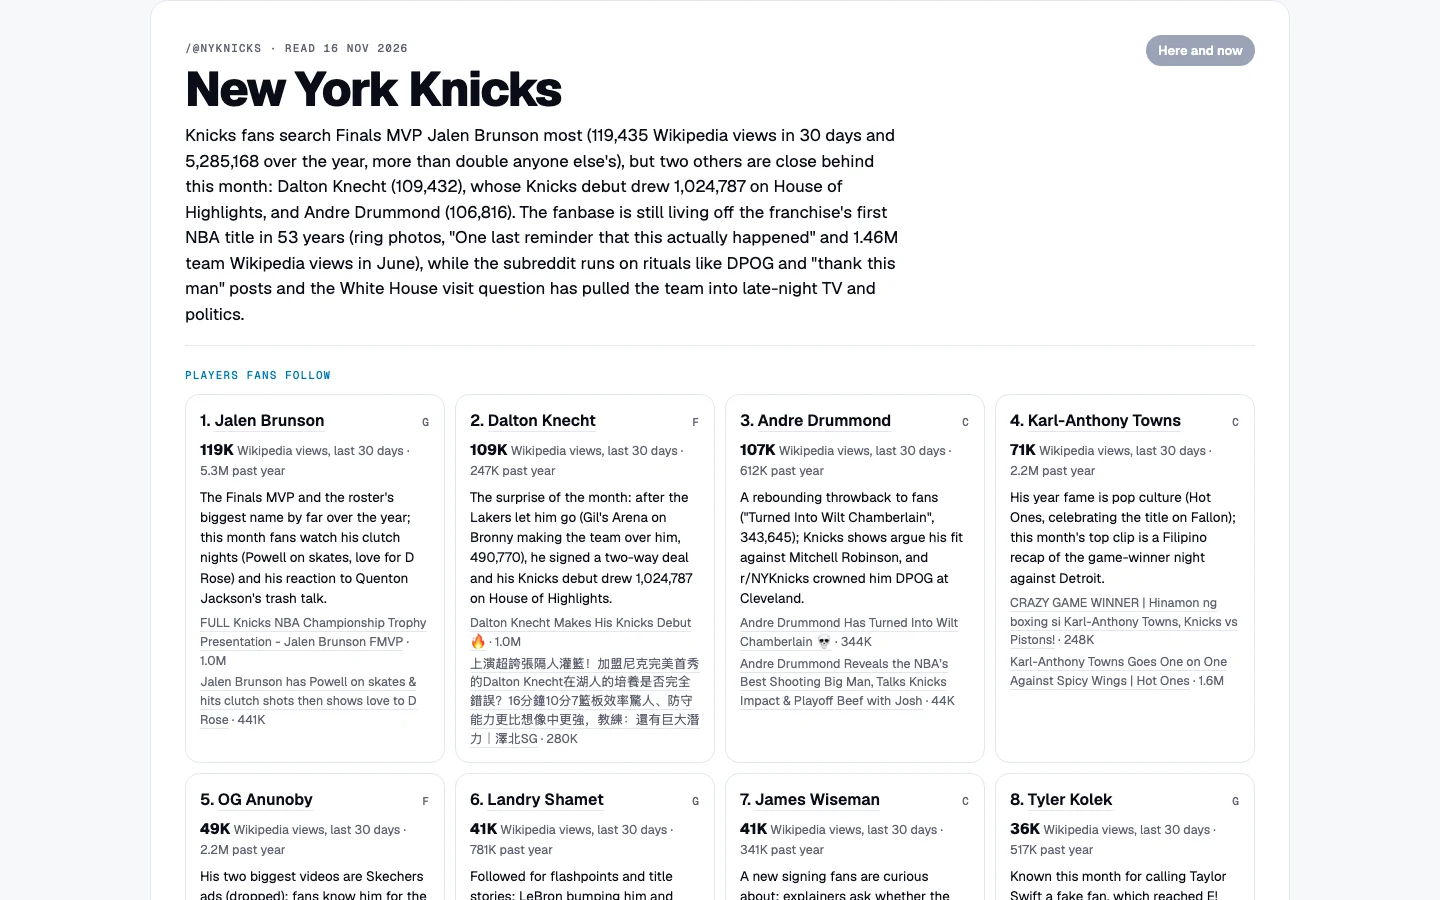 /@NYKNICKS · READ 16 NOV 2026
Here and now
New York Knicks
Knicks fans search Finals MVP Jalen Brunson most (119,435 Wikipedia views in 30 days and
5,285,168 over the year, more than double anyone else's), but two others are close behind
this month: Dalton Knecht (109,432), whose Knicks debut drew 1,024,787 on House of
Highlights, and Andre Drummond (106,816). The fanbase is still living off the franchise's first
NBA title in 53 years (ring photos, "One last reminder that this actually happened" and 1.46M
team Wikipedia views in June), while the subreddit runs on rituals like DPOG and "thank this
man" posts and the White House visit question has pulled the team into late-night TV and
politics.
PLAYERS FANS FOLLOW
1. Jalen Brunson
G
119K Wikipedia views, last 30 days ·
5.3M past year
The Finals MVP and the roster's
biggest name by far over the year;
this month fans watch his clutch
nights (Powell on skates, love for D
Rose) and his reaction to Quenton
Jackson's trash talk.
FULL Knicks NBA Championship Trophy
Presentation - Jalen Brunson FMVP ·
1.0M
Jalen Brunson has Powell on skates &
hits clutch shots then shows love to D
Rose · 441K
2. Dalton Knecht
F
109K Wikipedia views, last 30 days ·
247K past year
The surprise of the month: after the
Lakers let him go (Gil's Arena on
Bronny making the team over him,
490,770), he signed a two-way deal
and his Knicks debut drew 1,024,787
on House of Highlights.
Dalton Knecht Makes His Knicks Debut
🔥 · 1.0M
上演超誇張隔人灌籃！加盟尼克完美首秀
的Dalton Knecht在湖人的培養是否完全
錯誤？16分鐘10分7籃板效率驚人、防守
能力更比想像中更強，教練：還有巨大潛
力｜澤北SG · 280K
3. Andre Drummond
C
107K Wikipedia views, last 30 days ·
612K past year
A rebounding throwback to fans
("Turned Into Wilt Chamberlain",
343,645); Knicks shows argue his fit
against Mitchell Robinson, and
r/NYKnicks crowned him DPOG at
Cleveland.
Andre Drummond Has Turned Into Wilt
Chamberlain 💀 · 344K
Andre Drummond Reveals the NBA's
Best Shooting Big Man, Talks Knicks
Impact & Playoff Beef with Josh · 44K
4. Karl-Anthony Towns
C
71K Wikipedia views, last 30 days ·
2.2M past year
His year fame is pop culture (Hot
Ones, celebrating the title on Fallon);
this month's top clip is a Filipino
recap of the game-winner night
against Detroit.
CRAZY GAME WINNER | Hinamon ng
boxing si Karl-Anthony Towns, Knicks vs
Pistons! · 248K
Karl-Anthony Towns Goes One on One
Against Spicy Wings | Hot Ones · 1.6M
5. OG Anunoby
F
49K Wikipedia views, last 30 days ·
2.2M past year
His two biggest videos are Skechers
ads (dropped); fans know him for the
6. Landry Shamet
G
41K Wikipedia views, last 30 days ·
781K past year
Followed for flashpoints and title
stories: LeBron bumping him and
7. James Wiseman
C
41K Wikipedia views, last 30 days ·
341K past year
A new signing fans are curious
about; explainers ask whether the
8. Tyler Kolek
G
36K Wikipedia views, last 30 days ·
517K past year
Known this month for calling Taylor
Swift a fake fan, which reached E!